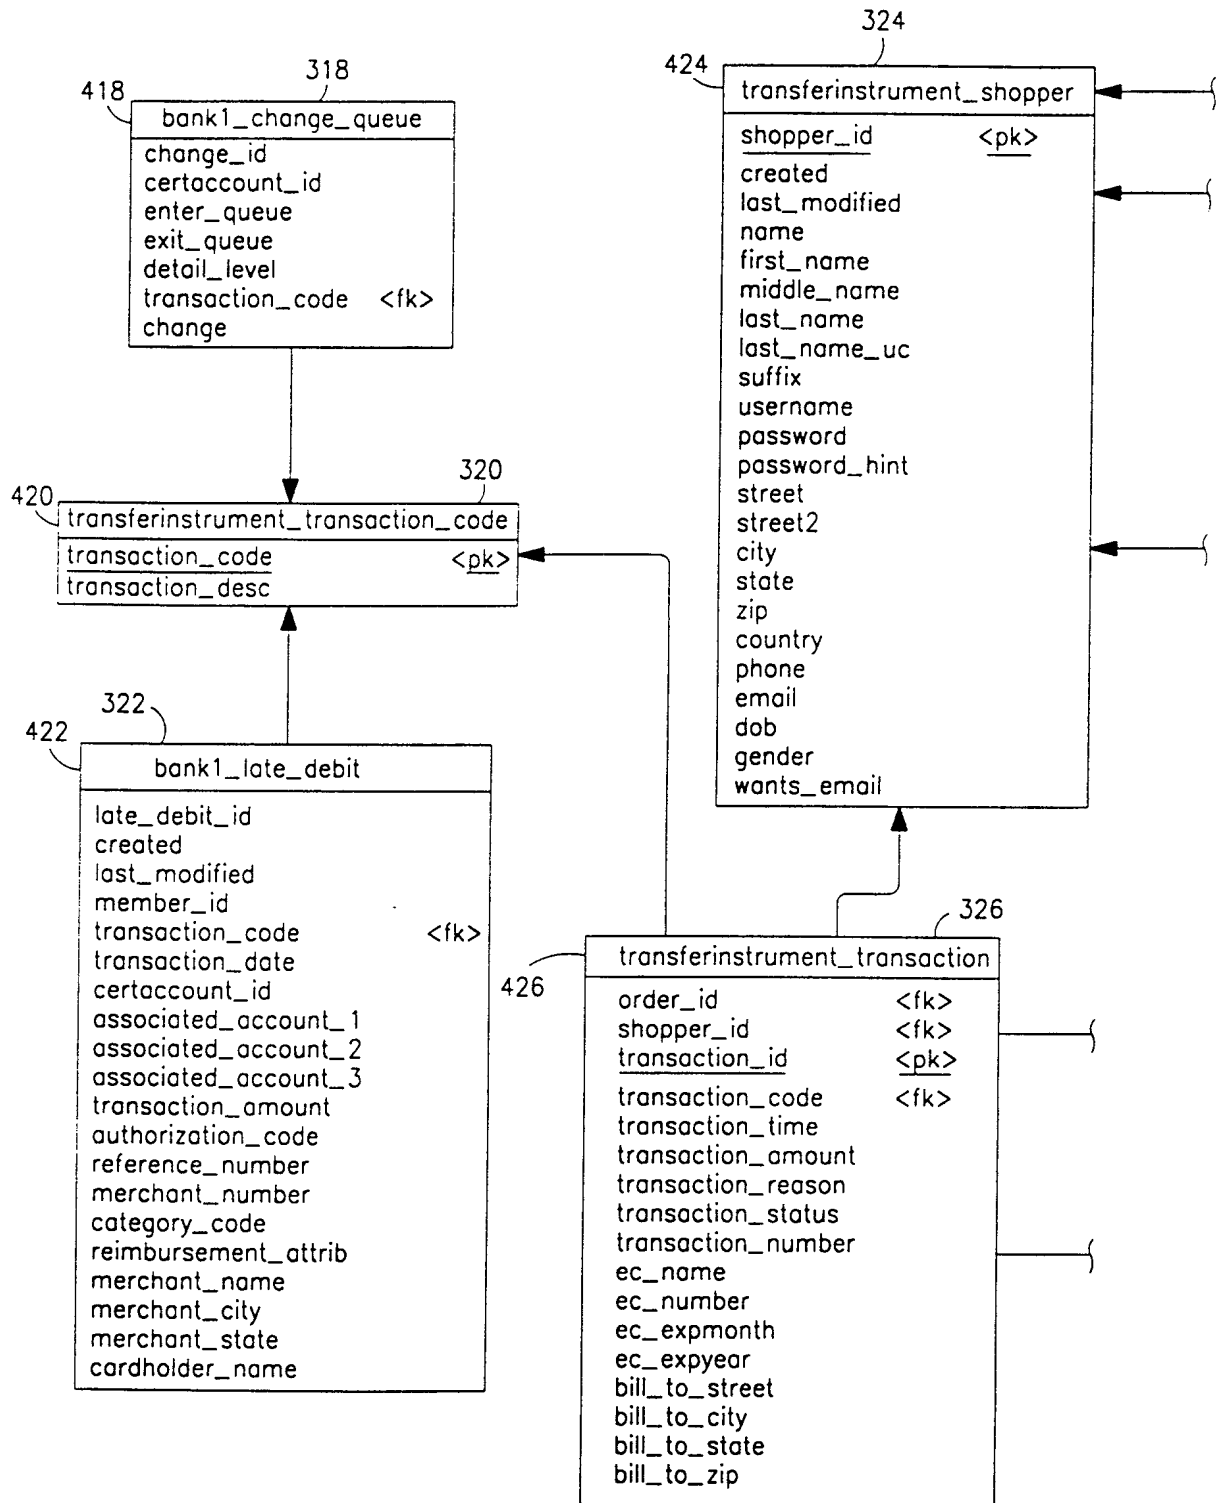 318
418
bank1_change_queue
change_id
certaccount_id
enter_queue
exit_queue
detail_level
transaction_code <fk>
change
320
420
transferinstrument_transaction_code
transaction_code <pk>
transaction_desc
322
422
bank1_late_debit
late_debit_id
created
last_modified
member_id
transaction_code <fk>
transaction_date
certaccount_id
associated_account_1
associated_account_2
associated_account_3
transaction_amount
authorization_code
reference_number
merchant_number
category_code
reimbursement_attrib
merchant_name
merchant_city
merchant_state
cardholder_name
324
424
transferinstrument_shopper
shopper_id <pk>
created
last_modified
name
first_name
middle_name
last_name
last_name_uc
suffix
username
password
password_hint
street
street2
city
state
zip
country
phone
email
dob
gender
wants_email
326
426
transferinstrument_transaction
order_id <fk>
shopper_id <fk>
transaction_id <pk>
transaction_code <fk>
transaction_time
transaction_amount
transaction_reason
transaction_status
transaction_number
ec_name
ec_number
ec_expmonth
ec_expyear
bill_to_street
bill_to_city
bill_to_state
bill_to_zip